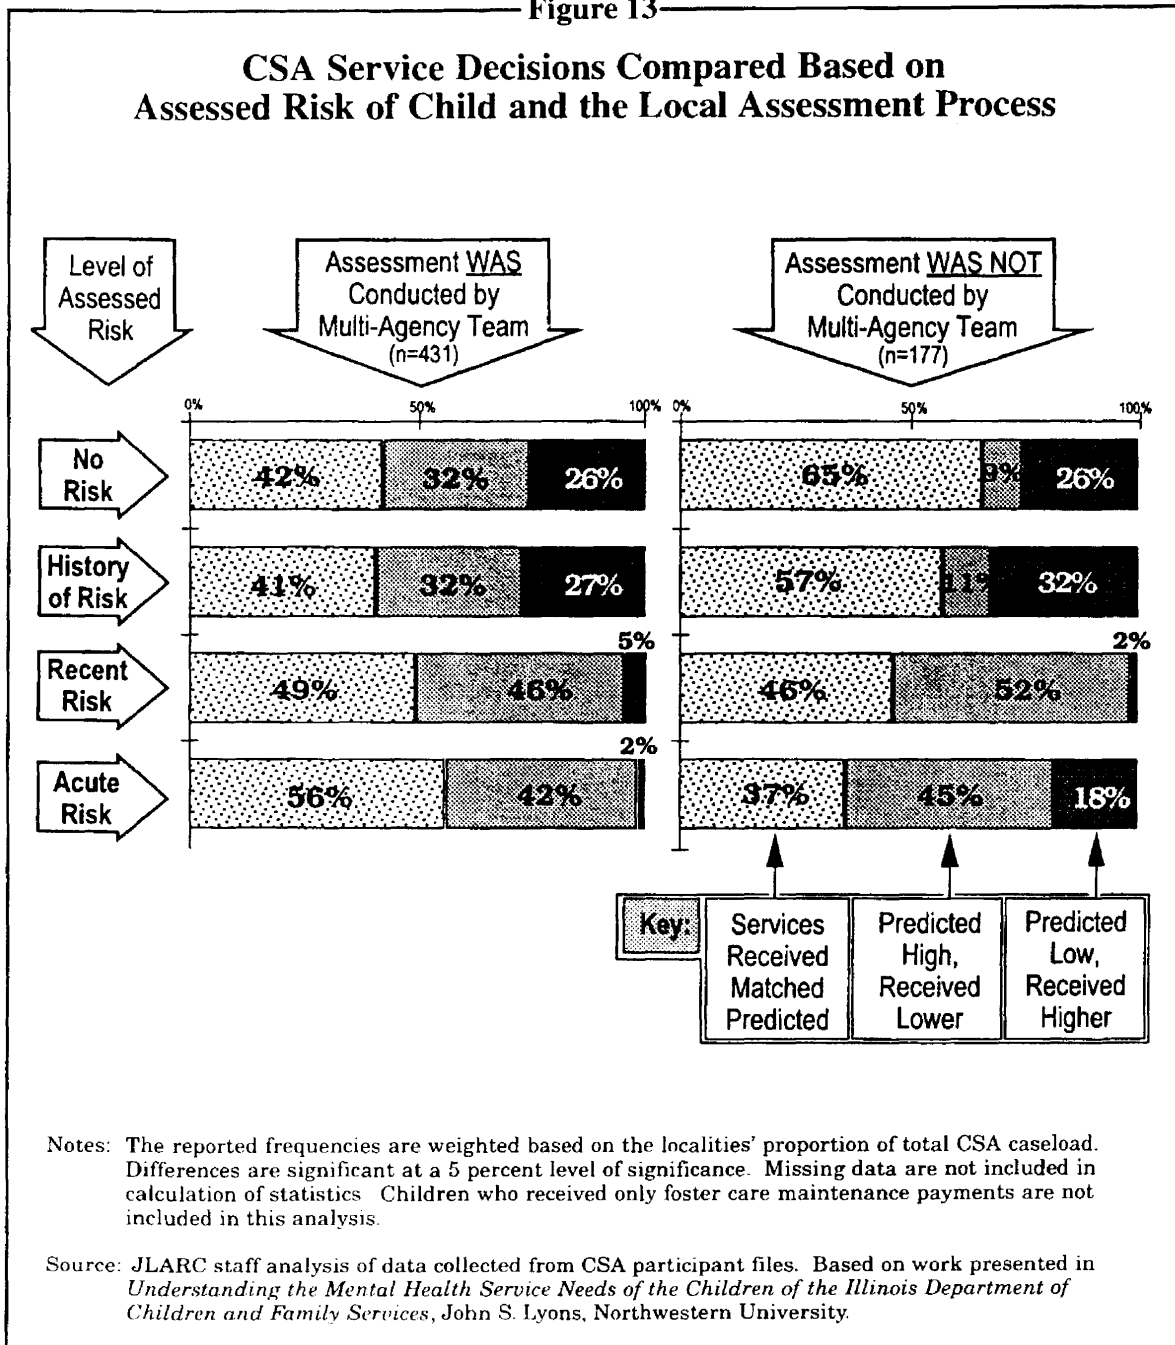 Figure 13
CSA Service Decisions Compared Based on
Assessed Risk of Child and the Local Assessment Process
Level of
Assessed
Risk
Assessment WAS
Conducted by
Multi-Agency Team
(n=431)
Assessment WAS NOT
Conducted by
Multi-Agency Team
(n=177)
0% 50% 100% 0% 50% 100%
No
Risk
42% 32% 26% 65% 9% 26%
History
of Risk
41% 32% 27% 57% 11% 32%
5% 2%
Recent
Risk
49% 46% 46% 52%
2%
Acute
Risk
56% 42% 37% 45% 18%
Key:
Services
Received
Matched
Predicted
Predicted
High,
Received
Lower
Predicted
Low,
Received
Higher
Notes: The reported frequencies are weighted based on the localities' proportion of total CSA caseload.
Differences are significant at a 5 percent level of significance. Missing data are not included in
calculation of statistics Children who received only foster care maintenance payments are not
included in this analysis.
Source: JLARC staff analysis of data collected from CSA participant files. Based on work presented in
Understanding the Mental Health Service Needs of the Children of the Illinois Department of
Children and Family Services, John S. Lyons, Northwestern University.